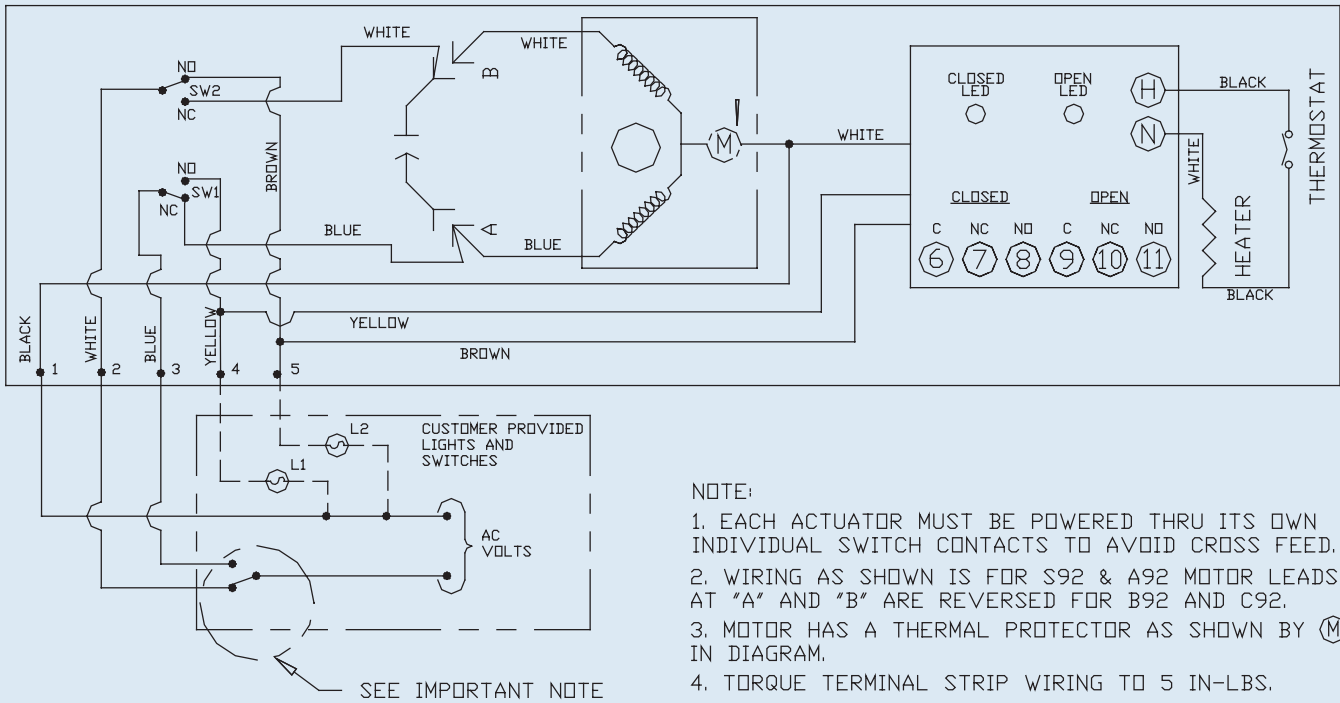 WHITE
WHITE
B
NO
SW2
NC
BROWN
NO
SW1
NC
BLUE
A
BLUE
M
WHITE
CLOSED LED
OPEN LED
H
N
BLACK
WHITE
THERMOSTAT
HEATER
BLACK
CLOSED
OPEN
C NC NO C NC NO
6 7 8 9 10 11
YELLOW
BROWN
BLACK
WHITE
BLUE
YELLOW
1 2 3 4 5
L2
L1
CUSTOMER PROVIDED
LIGHTS AND
SWITCHES
AC
VOLTS
SEE IMPORTANT NOTE
NOTE:
1. EACH ACTUATOR MUST BE POWERED THRU ITS OWN
INDIVIDUAL SWITCH CONTACTS TO AVOID CROSS FEED.
2. WIRING AS SHOWN IS FOR S92 & A92 MOTOR LEADS
AT "A" AND "B" ARE REVERSED FOR B92 AND C92.
3. MOTOR HAS A THERMAL PROTECTOR AS SHOWN BY M
IN DIAGRAM.
4. TORQUE TERMINAL STRIP WIRING TO 5 IN-LBS.